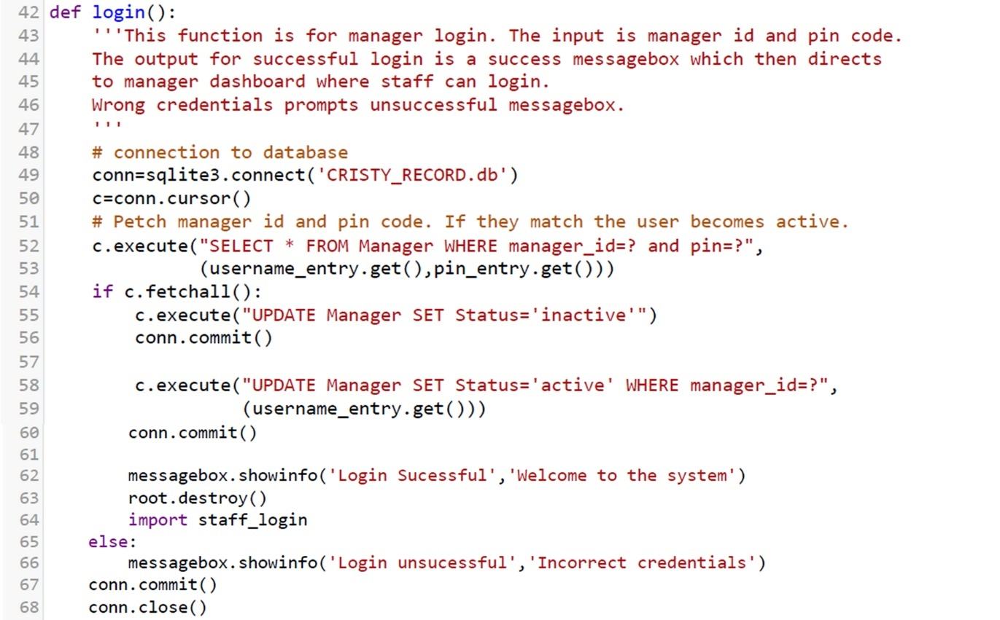 42 def login():
43     '''This function is for manager login. The input is manager id and pin code.
44     The output for successful login is a success messagebox which then directs
45     to manager dashboard where staff can login.
46     Wrong credentials prompts unsuccessful messagebox.
47     '''
48     # connection to database
49     conn=sqlite3.connect('CRISTY_RECORD.db')
50     c=conn.cursor()
51     # Petch manager id and pin code. If they match the user becomes active.
52     c.execute("SELECT * FROM Manager WHERE manager_id=? and pin=?",
53               (username_entry.get(),pin_entry.get()))
54     if c.fetchall():
55         c.execute("UPDATE Manager SET Status='inactive'")
56         conn.commit()
57
58         c.execute("UPDATE Manager SET Status='active' WHERE manager_id=?",
59                   (username_entry.get()))
60         conn.commit()
61
62         messagebox.showinfo('Login Sucessful','Welcome to the system')
63         root.destroy()
64         import staff_login
65     else:
66         messagebox.showinfo('Login unsucessful','Incorrect credentials')
67     conn.commit()
68     conn.close()